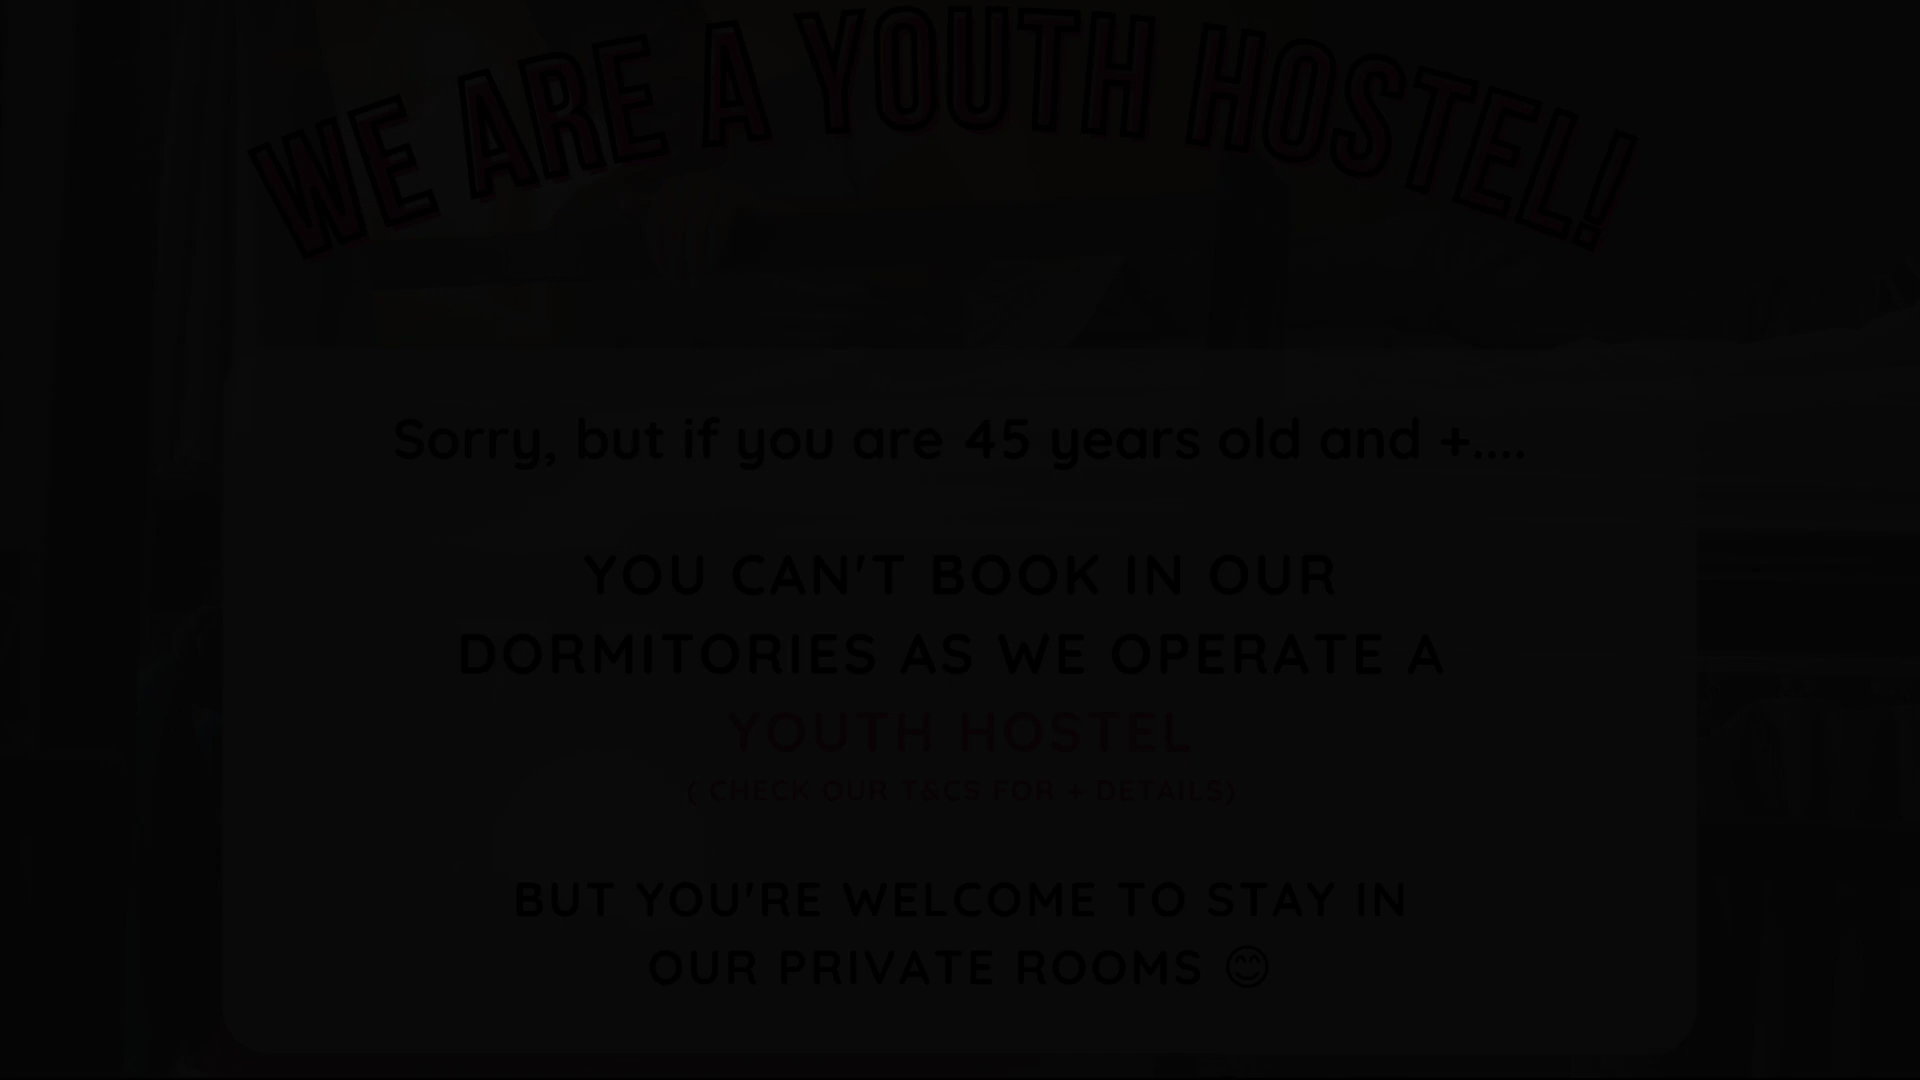 WE ARE A YOUTH HOSTEL!
Sorry, but if you are 45 years old and +....
YOU CAN'T BOOK IN OUR
DORMITORIES AS WE OPERATE A
YOUTH HOSTEL
( CHECK OUR T&CS FOR + DETAILS)
BUT YOU'RE WELCOME TO STAY IN
OUR PRIVATE ROOMS 😊